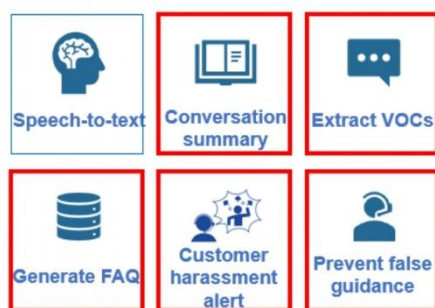 Speech-to-text
Conversation
summary
Extract VOCs
Generate FAQ
Customer
harassment
alert
Prevent false
guidance